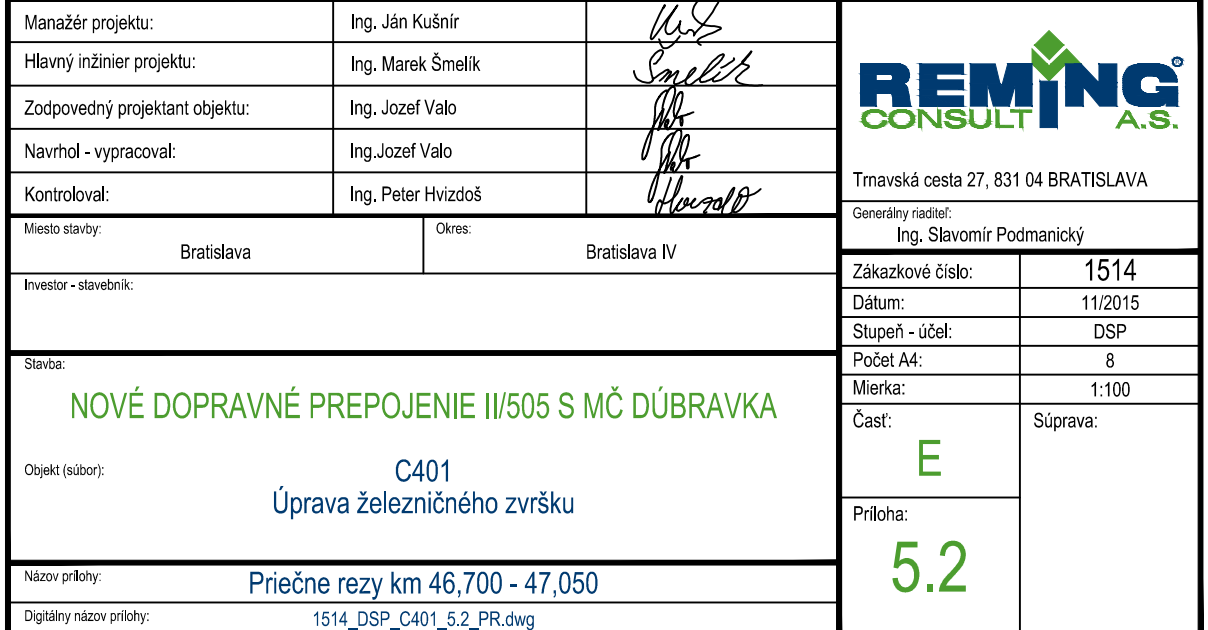 Manažér projektu: Ing. Ján Kušnír
Hlavný inžinier projektu: Ing. Marek Šmelík
Šmelík
Zodpovedný projektant objektu: Ing. Jozef Valo
Navrhol - vypracoval: Ing.Jozef Valo
Kontroloval: Ing. Peter Hvizdoš
Miesto stavby:
Bratislava
Okres:
Bratislava IV
Investor - stavebník:
Stavba:
NOVÉ DOPRAVNÉ PREPOJENIE II/505 S MČ DÚBRAVKA
Objekt (súbor):
C401
Úprava železničného zvršku
Názov prílohy: Priečne rezy km 46,700 - 47,050
Digitálny názov prílohy: 1514_DSP_C401_5.2_PR.dwg
REMING®
CONSULT A.S.
Trnavská cesta 27, 831 04 BRATISLAVA
Generálny riaditeľ:
Ing. Slavomír Podmanický
Zákazkové číslo: 1514
Dátum: 11/2015
Stupeň - účel: DSP
Počet A4: 8
Mierka: 1:100
Časť:
E
Súprava:
Príloha:
5.2